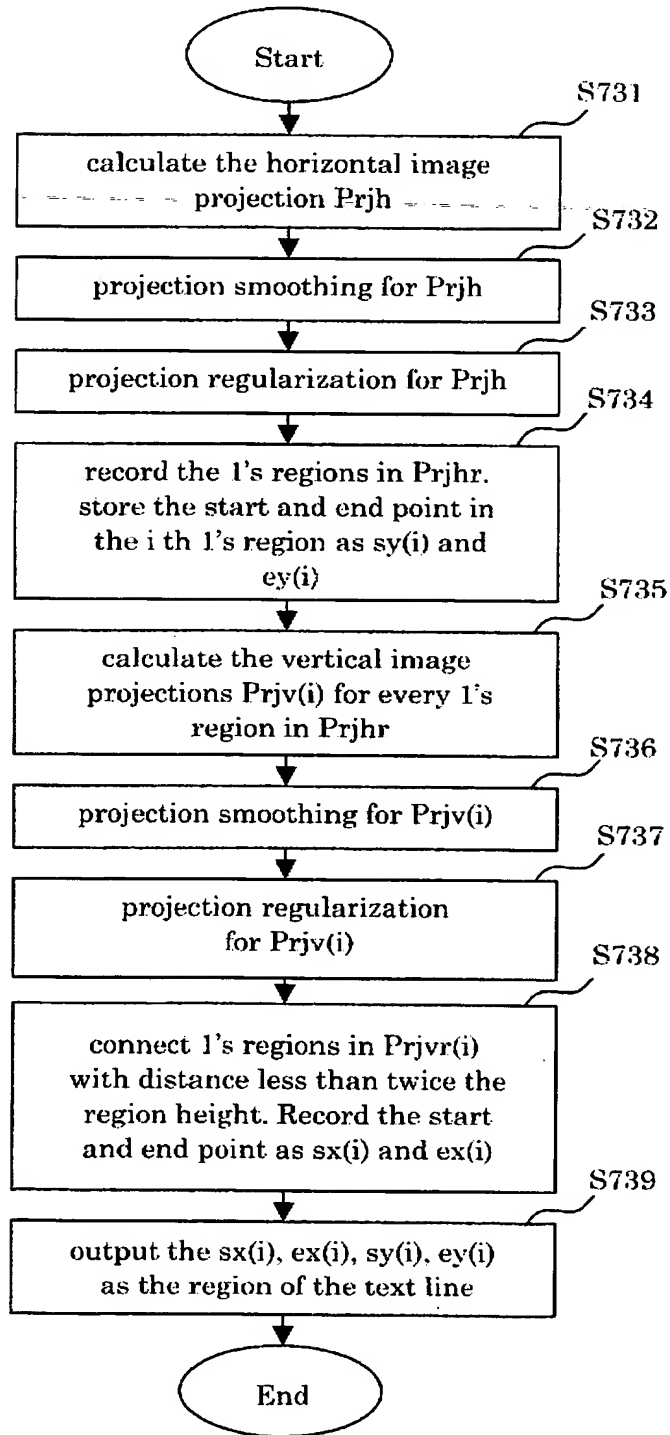 Start
S731
calculate the horizontal image
projection Prjh
S732
projection smoothing for Prjh
S733
projection regularization for Prjh
S734
record the 1's regions in Prjhr.
store the start and end point in
the i th 1's region as sy(i) and
ey(i)
S735
calculate the vertical image
projections Prjv(i) for every 1's
region in Prjhr
S736
projection smoothing for Prjv(i)
S737
projection regularization
for Prjv(i)
S738
connect 1's regions in Prjvr(i)
with distance less than twice the
region height. Record the start
and end point as sx(i) and ex(i)
S739
output the sx(i), ex(i), sy(i), ey(i)
as the region of the text line
End